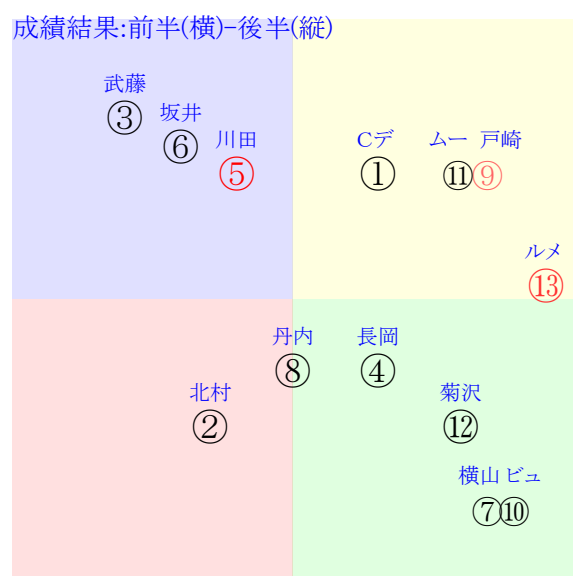 成績結果:前半(横)−後半(縦)
武藤
③
坂井
⑥
川田
⑤
Cデ
①
ムー 戸崎
⑪⑨
ルメ
⑬
丹内
⑧
長岡
④
北村
②
菊沢
⑫
横山 ビュ
⑦⑩